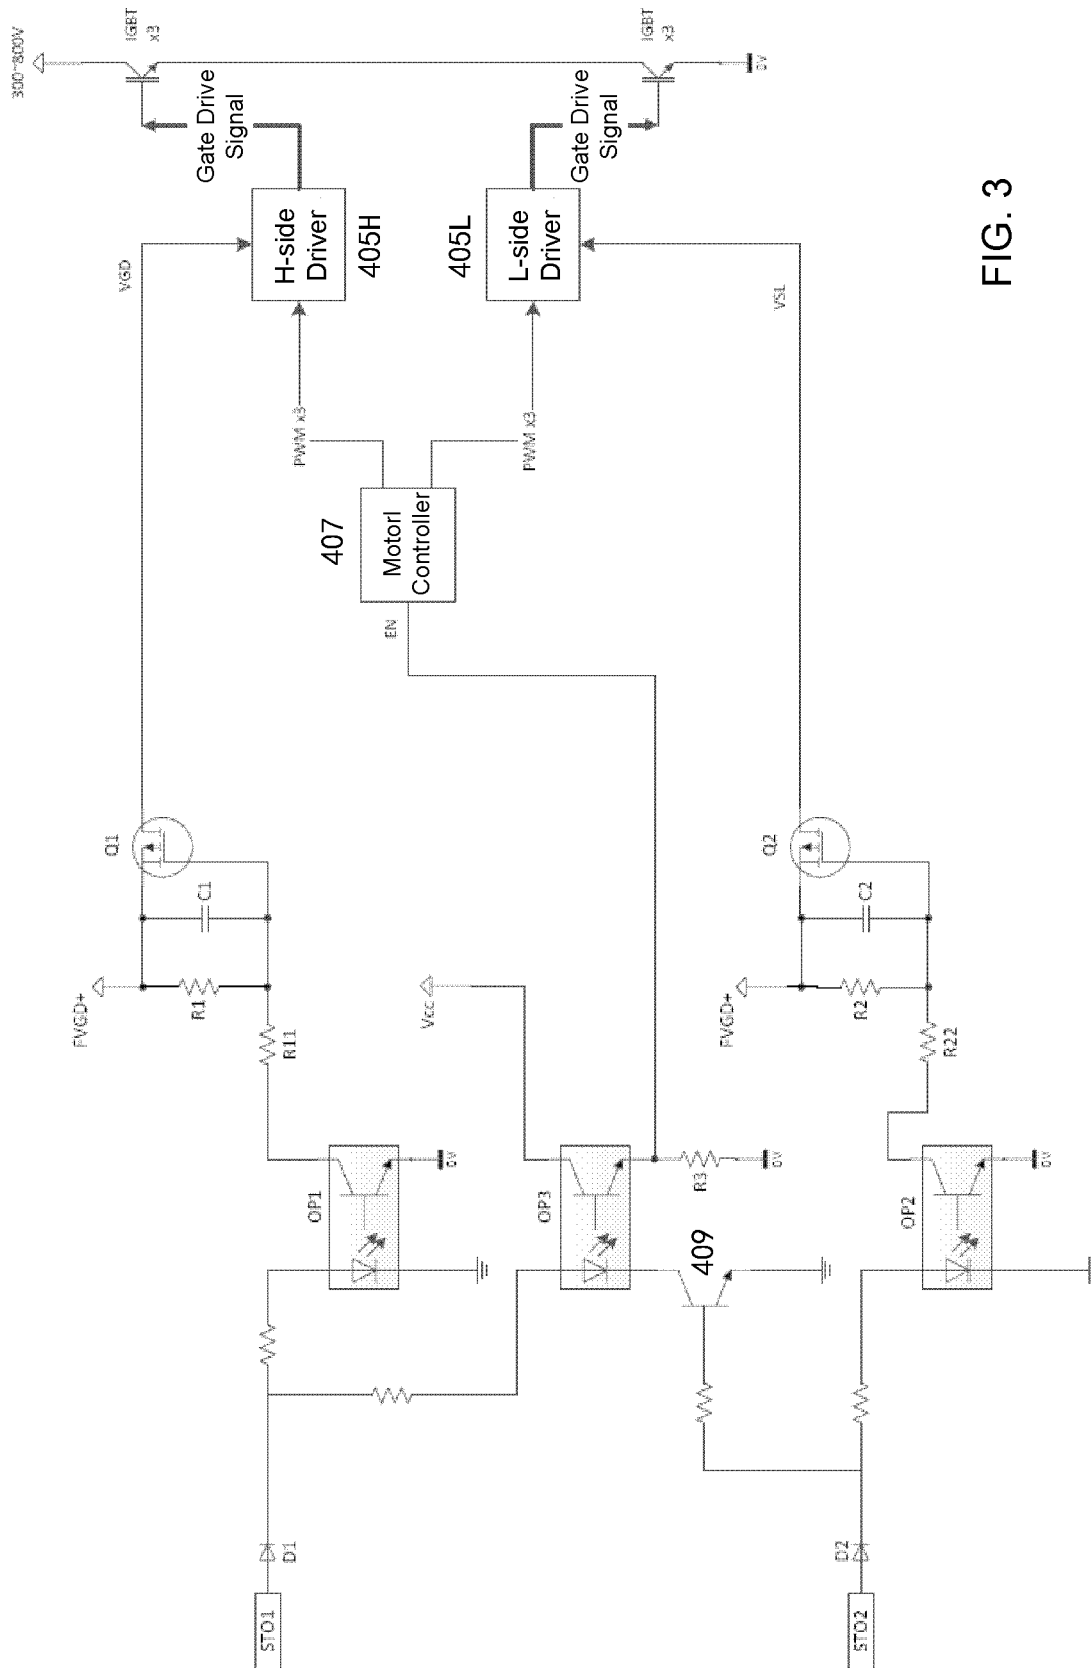 300~800V
IGBT
x3
IGBT
x3
0V
Gate Drive
Signal
Gate Drive
Signal
VGD
H-side
Driver
405H
405L
L-side
Driver
VSL
PWM x3
PWM x3
407
Motorl
Controller
EN
Q1
C1
FVGD+
R1
R11
Vcc
Q2
C2
FVGD+
R2
R22
OP1
0V
OP3
R3
0V
OP2
0V
409
D1
D2
STO1
STO2
FIG. 3